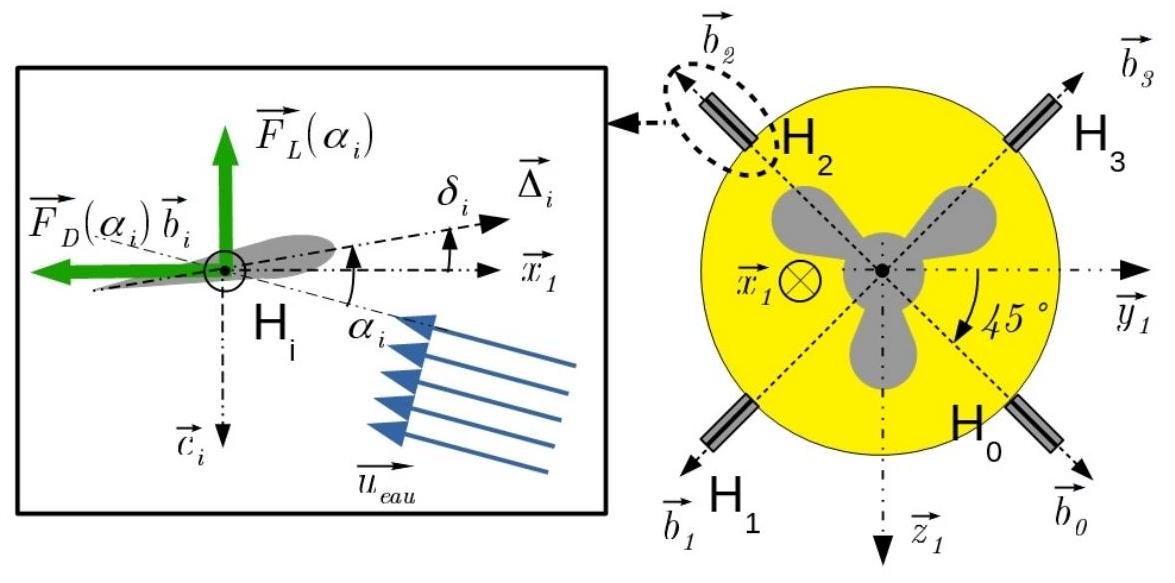 F_L(α_i)
δ_i
Δ_i
F_D(α_i) b_i
x_1
H_i
α_i
c_i
u_eau
b_2
b_3
H_2
H_3
x_1
45°
y_1
H_0
H_1
b_1
z_1
b_0